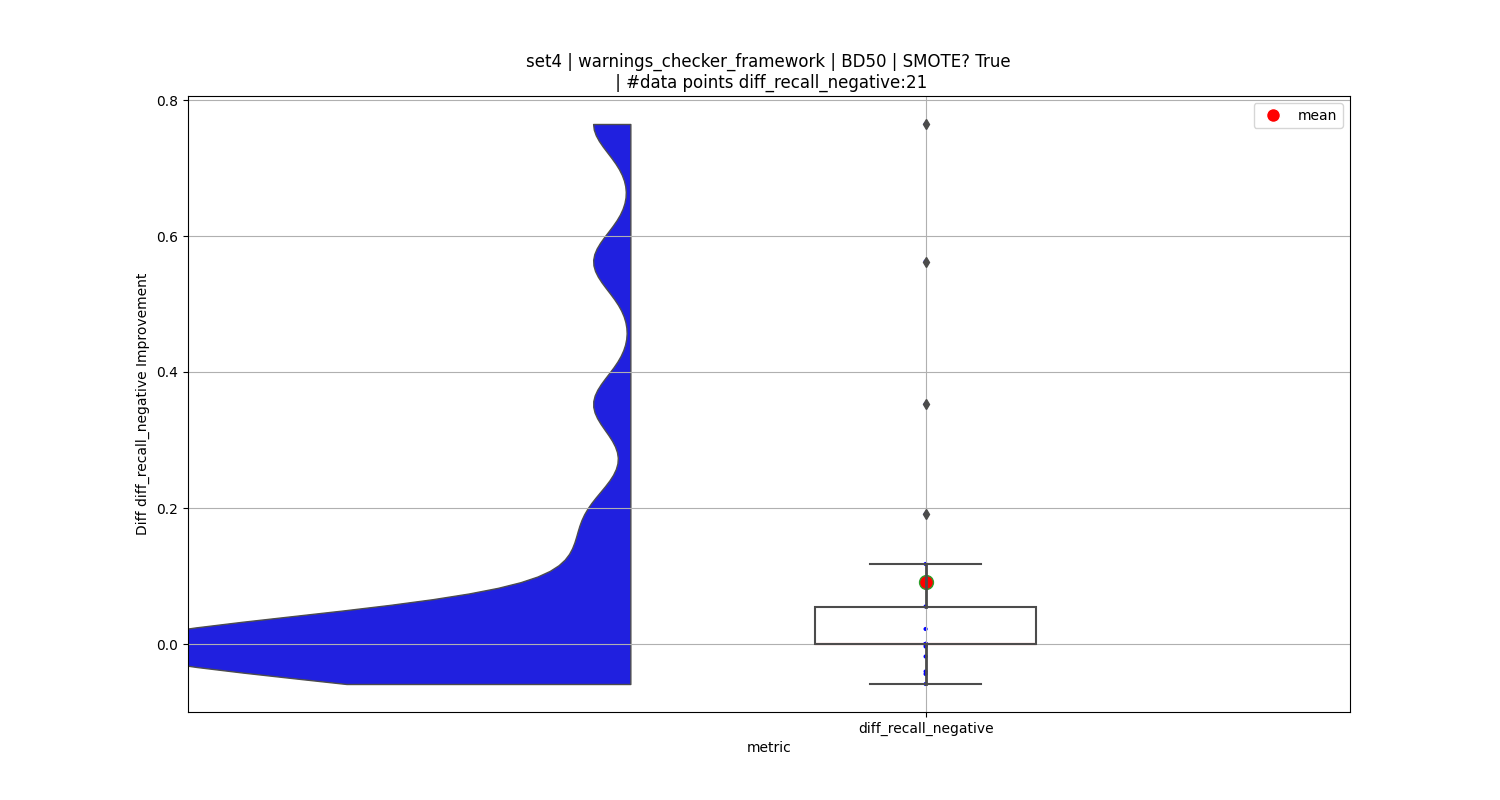 set4 | warnings_checker_framework | BD50 | SMOTE? True
| #data points diff_recall_negative:21
mean
0.8
0.6
0.4
0.2
0.0
Diff diff_recall_negative Improvement
diff_recall_negative
metric